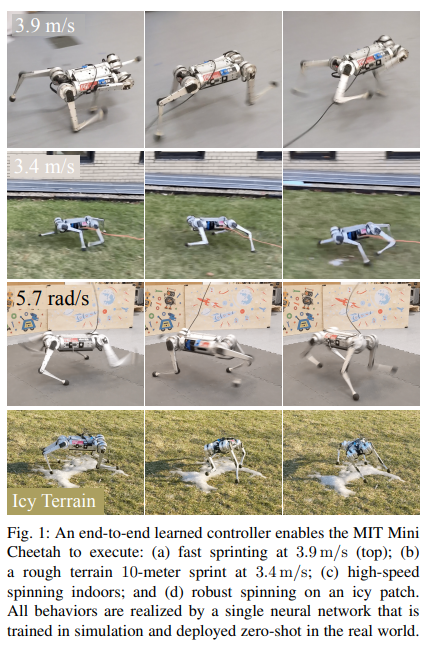 3.9 m/s
3.4 m/s
5.7 rad/s
Icy Terrain
Fig. 1: An end-to-end learned controller enables the MIT Mini
Cheetah to execute: (a) fast sprinting at 3.9 m/s (top); (b)
a rough terrain 10-meter sprint at 3.4 m/s; (c) high-speed
spinning indoors; and (d) robust spinning on an icy patch.
All behaviors are realized by a single neural network that is
trained in simulation and deployed zero-shot in the real world.